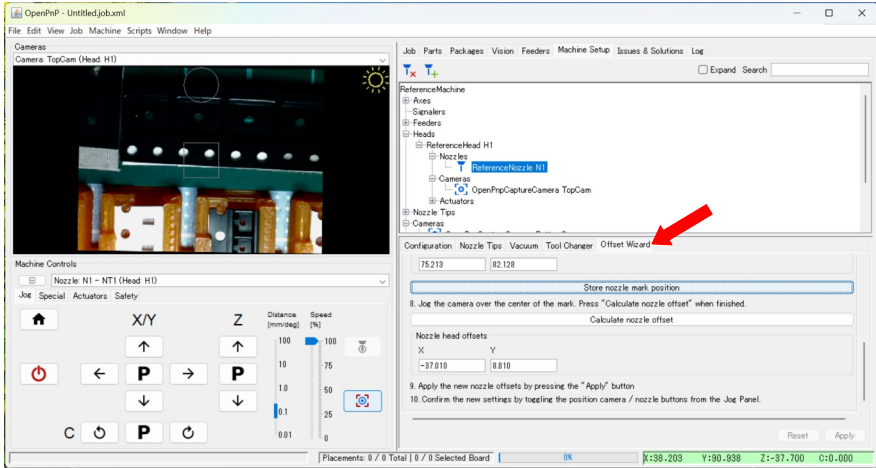 OpenPnP - Untitled.job.xml
File Edit View Job Machine Scripts Window Help
Cameras
Camera: TopCam (Head: H1)
Machine Controls
Nozzle: N1 - NT1 (Head: H1)
Jog Special Actuators Safety
X/Y Z
Distance [mm/deg]
Speed [%]
100 100
10 75
1.0 50
0.1 25
0.01 0
P P
C P
Job Parts Packages Vision Feeders Machine Setup Issues & Solutions Log
Expand Search
ReferenceMachine
Axes
Signalers
Feeders
Heads
ReferenceHead H1
Nozzles
ReferenceNozzle N1
Cameras
OpenPnpCaptureCamera TopCam
Actuators
Nozzle Tips
Cameras
Configuration Nozzle Tips Vacuum Tool Changer Offset Wizard
75.213 82.128
Store nozzle mark position
8. Jog the camera over the center of the mark. Press "Calculate nozzle offset" when finished.
Calculate nozzle offset
Nozzle head offsets
X Y
-37.010 8.810
9. Apply the new nozzle offsets by pressing the "Apply" button
10. Confirm the new settings by toggling the position camera / nozzle buttons from the Jog Panel.
Reset Apply
Placements: 0 / 0 Total | 0 / 0 Selected Board 0% X:38.203 Y:90.938 Z:-37.700 C:0.000